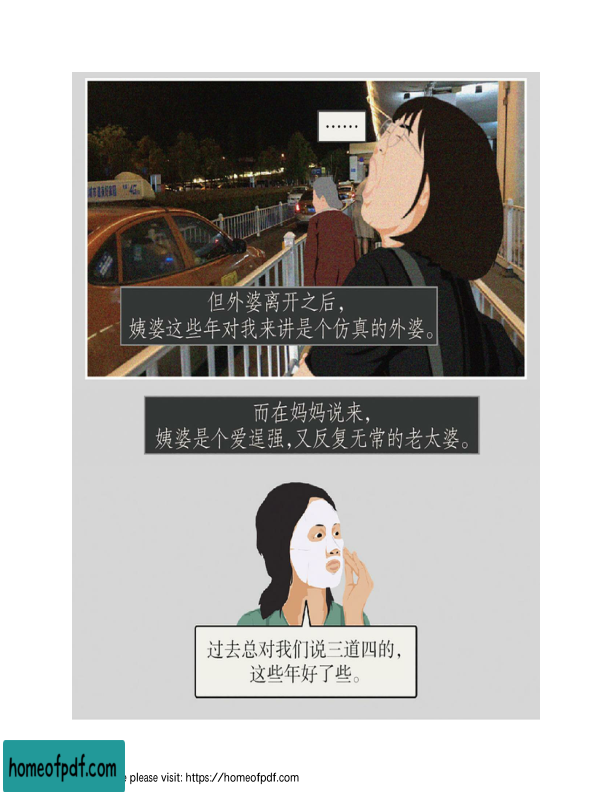 ……
但外婆离开之后，
姨婆这些年对我来讲是个仿真的外婆。
而在妈妈说来，
姨婆是个爱逞强，又反复无常的老太婆。
过去总对我们说三道四的，
这些年好了些。
homeofpdf.com
please visit: https://homeofpdf.com